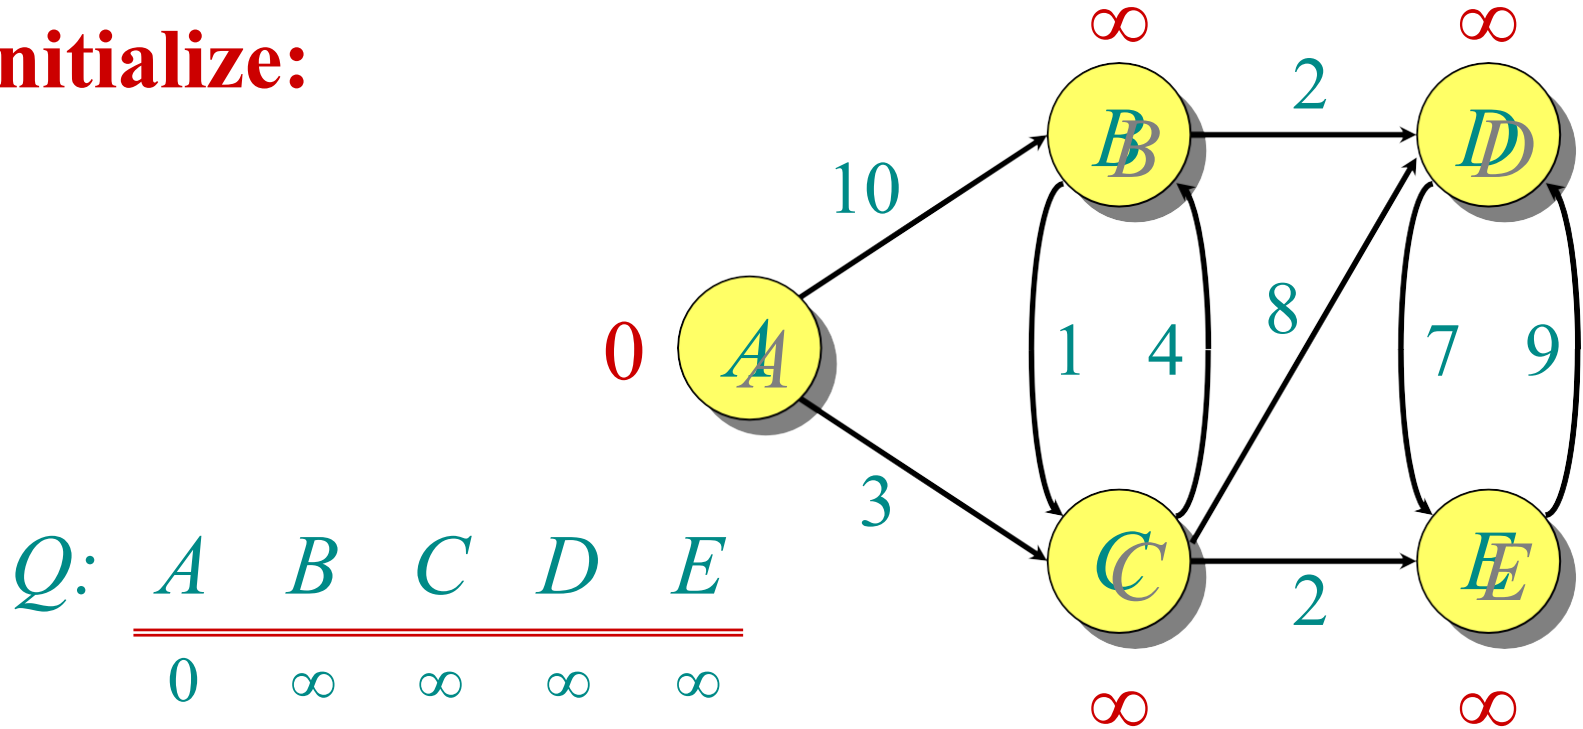 nitialize:
∞ ∞
2
B B D D
10
8
0 A A 1 4 7 9
3
Q: A B C D E
C C E E
2
0 ∞ ∞ ∞ ∞
∞ ∞